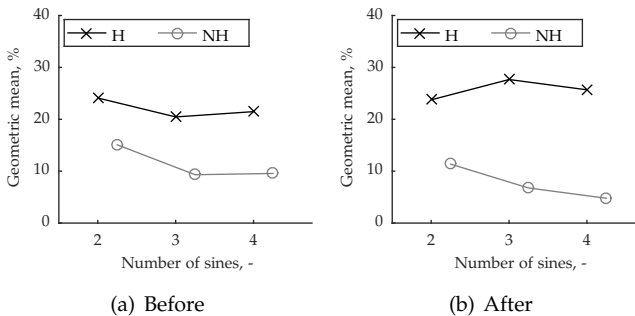 40
30
20
10
0
Geometric mean, %
H
NH
2
3
4
Number of sines, -
(a) Before
40
30
20
10
0
Geometric mean, %
H
NH
2
3
4
Number of sines, -
(b) After